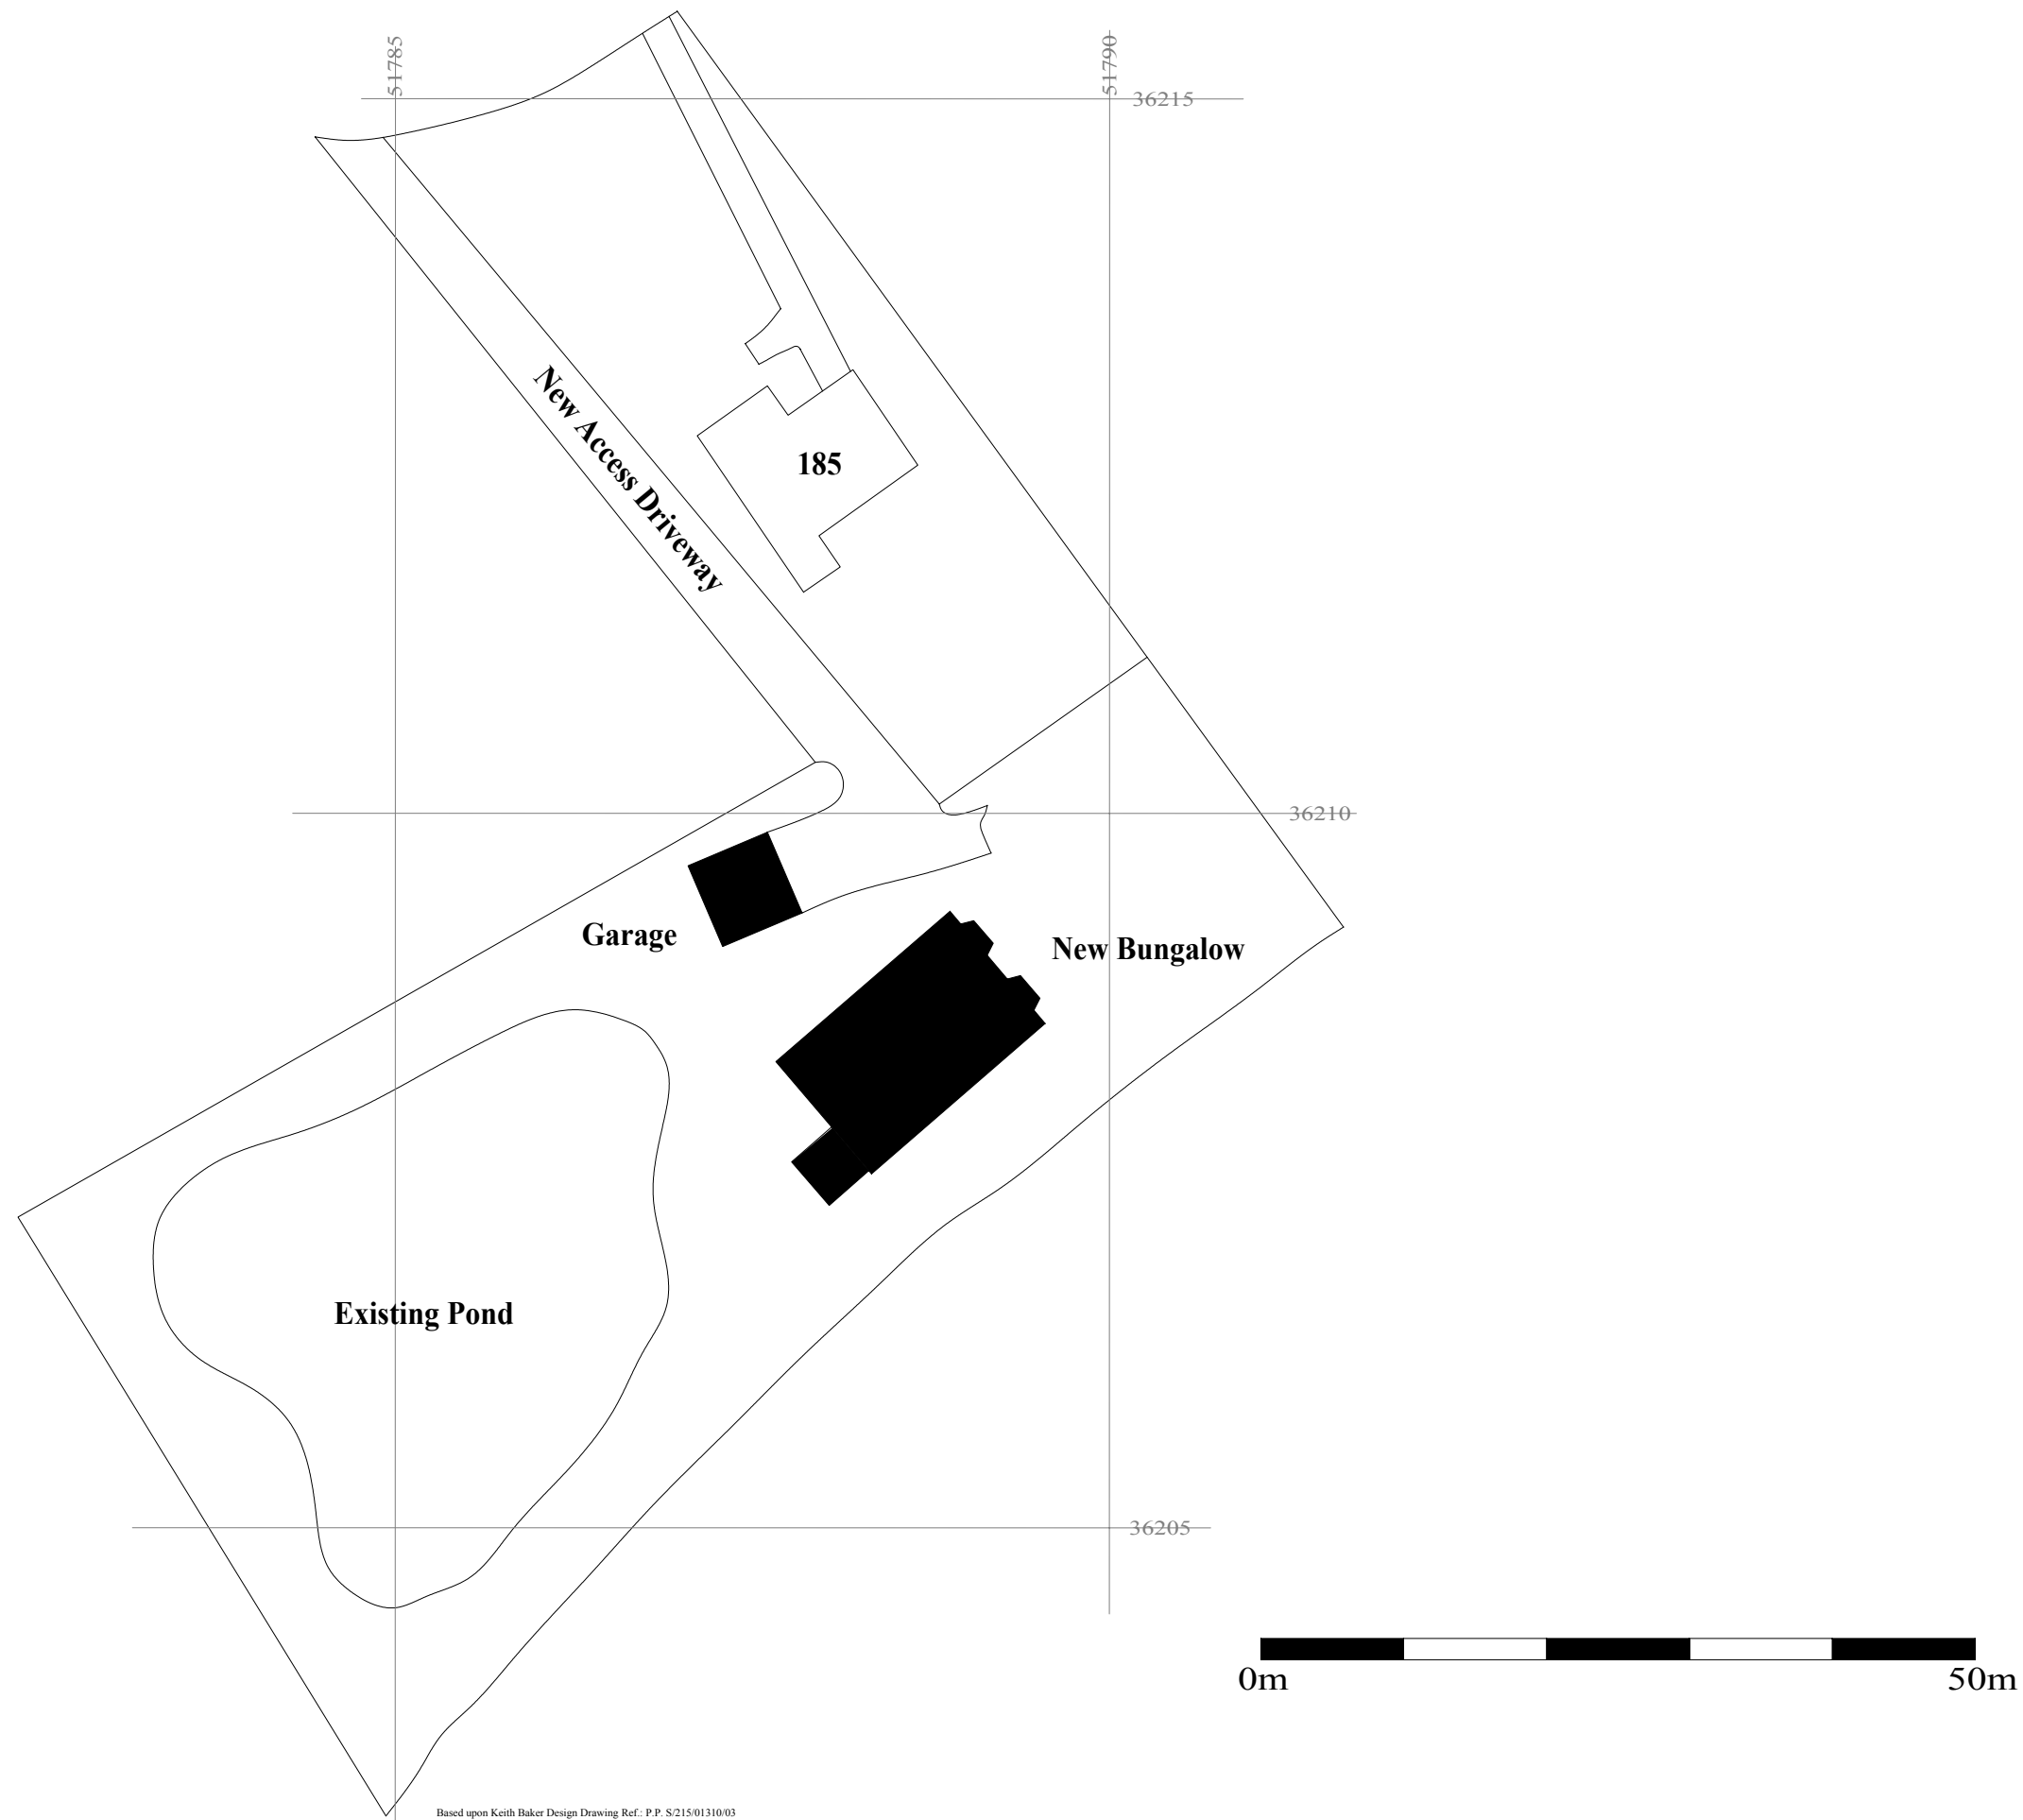 51785
51790
36215
New Access Driveway
185
36210
Garage
New Bungalow
Existing Pond
36205
0m
50m
Based upon Keith Baker Design Drawing Ref.: P.P. S/215/01310/03